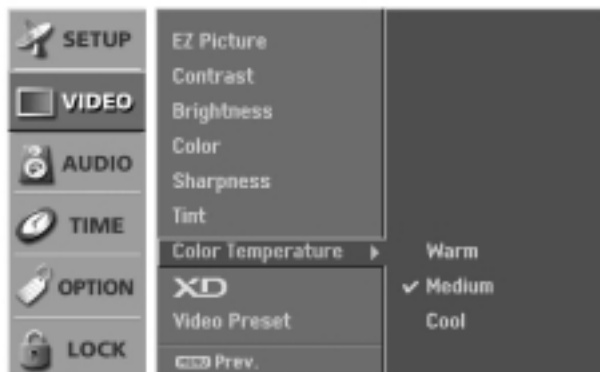 SETUP
VIDEO
AUDIO
TIME
OPTION
LOCK
EZ Picture
Contrast
Brightness
Color
Sharpness
Tint
Color Temperature
XD
Video Preset
MENU Prev.
Warm
Medium
Cool